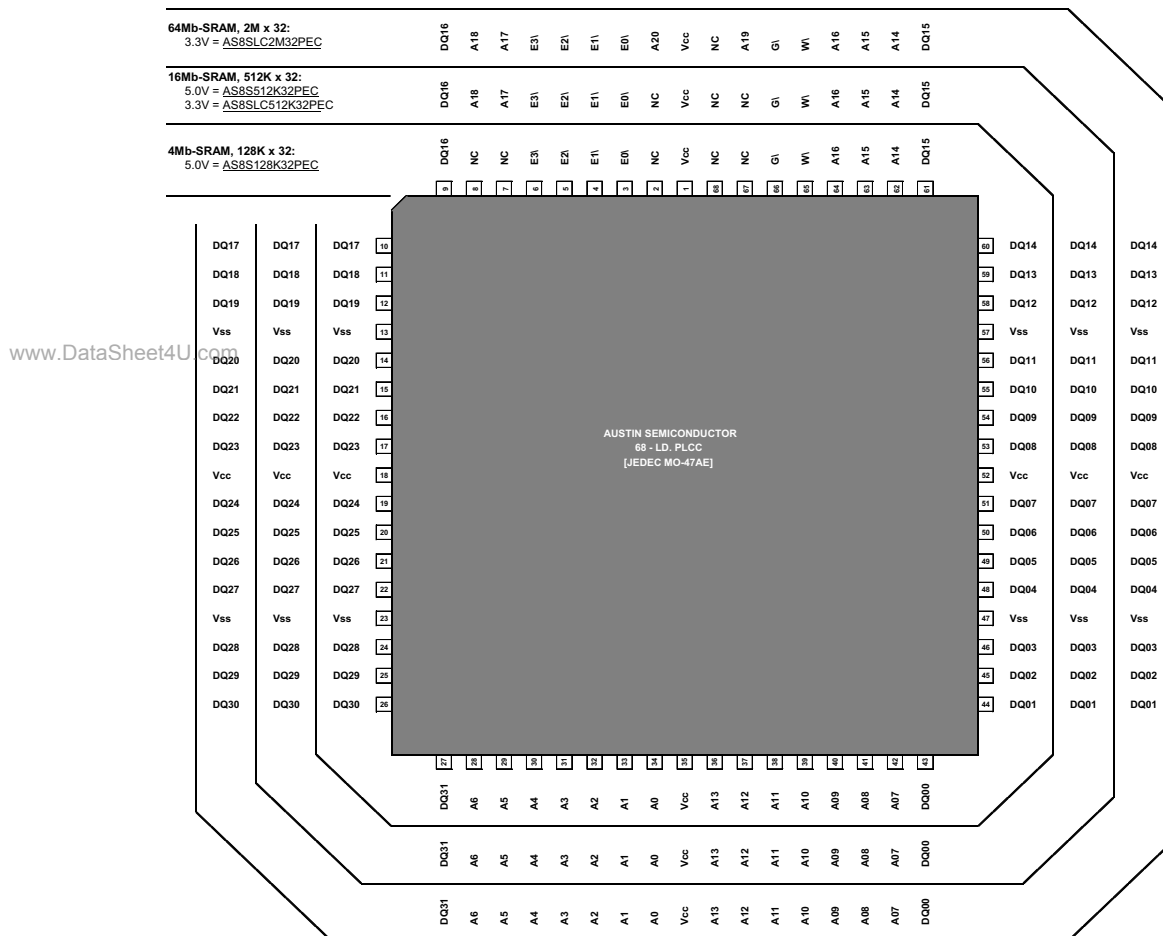 64Mb-SRAM, 2M x 32:
3.3V = AS8SLC2M32PEC
DQ16 A18 A17 E3\ E2\ E1\ E0\ A20 Vcc NC A19 G\ W\ A16 A15 A14 DQ15
16Mb-SRAM, 512K x 32:
5.0V = AS8S512K32PEC
3.3V = AS8SLC512K32PEC
DQ16 A18 A17 E3\ E2\ E1\ E0\ NC Vcc NC NC G\ W\ A16 A15 A14 DQ15
4Mb-SRAM, 128K x 32:
5.0V = AS8S128K32PEC
DQ16 NC NC E3\ E2\ E1\ E0\ NC Vcc NC NC G\ W\ A16 A15 A14 DQ15
9 8 7 6 5 4 3 2 1 68 67 66 65 64 63 62 61
DQ17 DQ17 DQ17 10 60 DQ14 DQ14 DQ14
DQ18 DQ18 DQ18 11 59 DQ13 DQ13 DQ13
DQ19 DQ19 DQ19 12 58 DQ12 DQ12 DQ12
Vss Vss Vss 13 57 Vss Vss Vss
www.DataSheet4U.com
DQ20 DQ20 DQ20 14 56 DQ11 DQ11 DQ11
DQ21 DQ21 DQ21 15 55 DQ10 DQ10 DQ10
DQ22 DQ22 DQ22 16 54 DQ09 DQ09 DQ09
AUSTIN SEMICONDUCTOR
68 - LD. PLCC
[JEDEC MO-47AE]
DQ23 DQ23 DQ23 17 53 DQ08 DQ08 DQ08
Vcc Vcc Vcc 18 52 Vcc Vcc Vcc
DQ24 DQ24 DQ24 19 51 DQ07 DQ07 DQ07
DQ25 DQ25 DQ25 20 50 DQ06 DQ06 DQ06
DQ26 DQ26 DQ26 21 49 DQ05 DQ05 DQ05
DQ27 DQ27 DQ27 22 48 DQ04 DQ04 DQ04
Vss Vss Vss 23 47 Vss Vss Vss
DQ28 DQ28 DQ28 24 46 DQ03 DQ03 DQ03
DQ29 DQ29 DQ29 25 45 DQ02 DQ02 DQ02
DQ30 DQ30 DQ30 26 44 DQ01 DQ01 DQ01
27 28 29 30 31 32 33 34 35 36 37 38 39 40 41 42 43
DQ31 A6 A5 A4 A3 A2 A1 A0 Vcc A13 A12 A11 A10 A09 A08 A07 DQ00
DQ31 A6 A5 A4 A3 A2 A1 A0 Vcc A13 A12 A11 A10 A09 A08 A07 DQ00
DQ31 A6 A5 A4 A3 A2 A1 A0 Vcc A13 A12 A11 A10 A09 A08 A07 DQ00